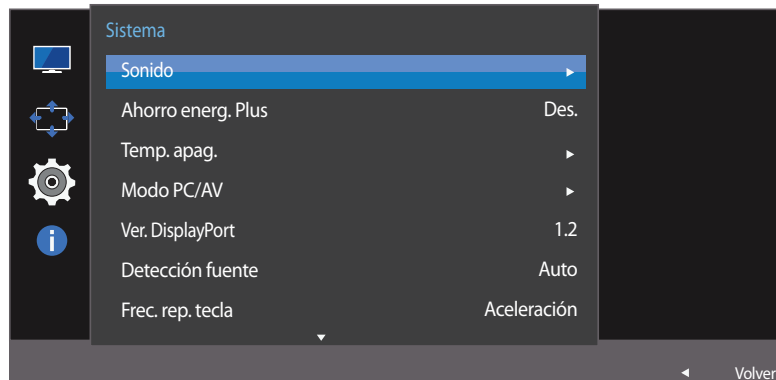 Sistema
Sonido
Ahorro energ. Plus Des.
Temp. apag.
Modo PC/AV
Ver. DisplayPort 1.2
Detección fuente Auto
Frec. rep. tecla Aceleración
Volver